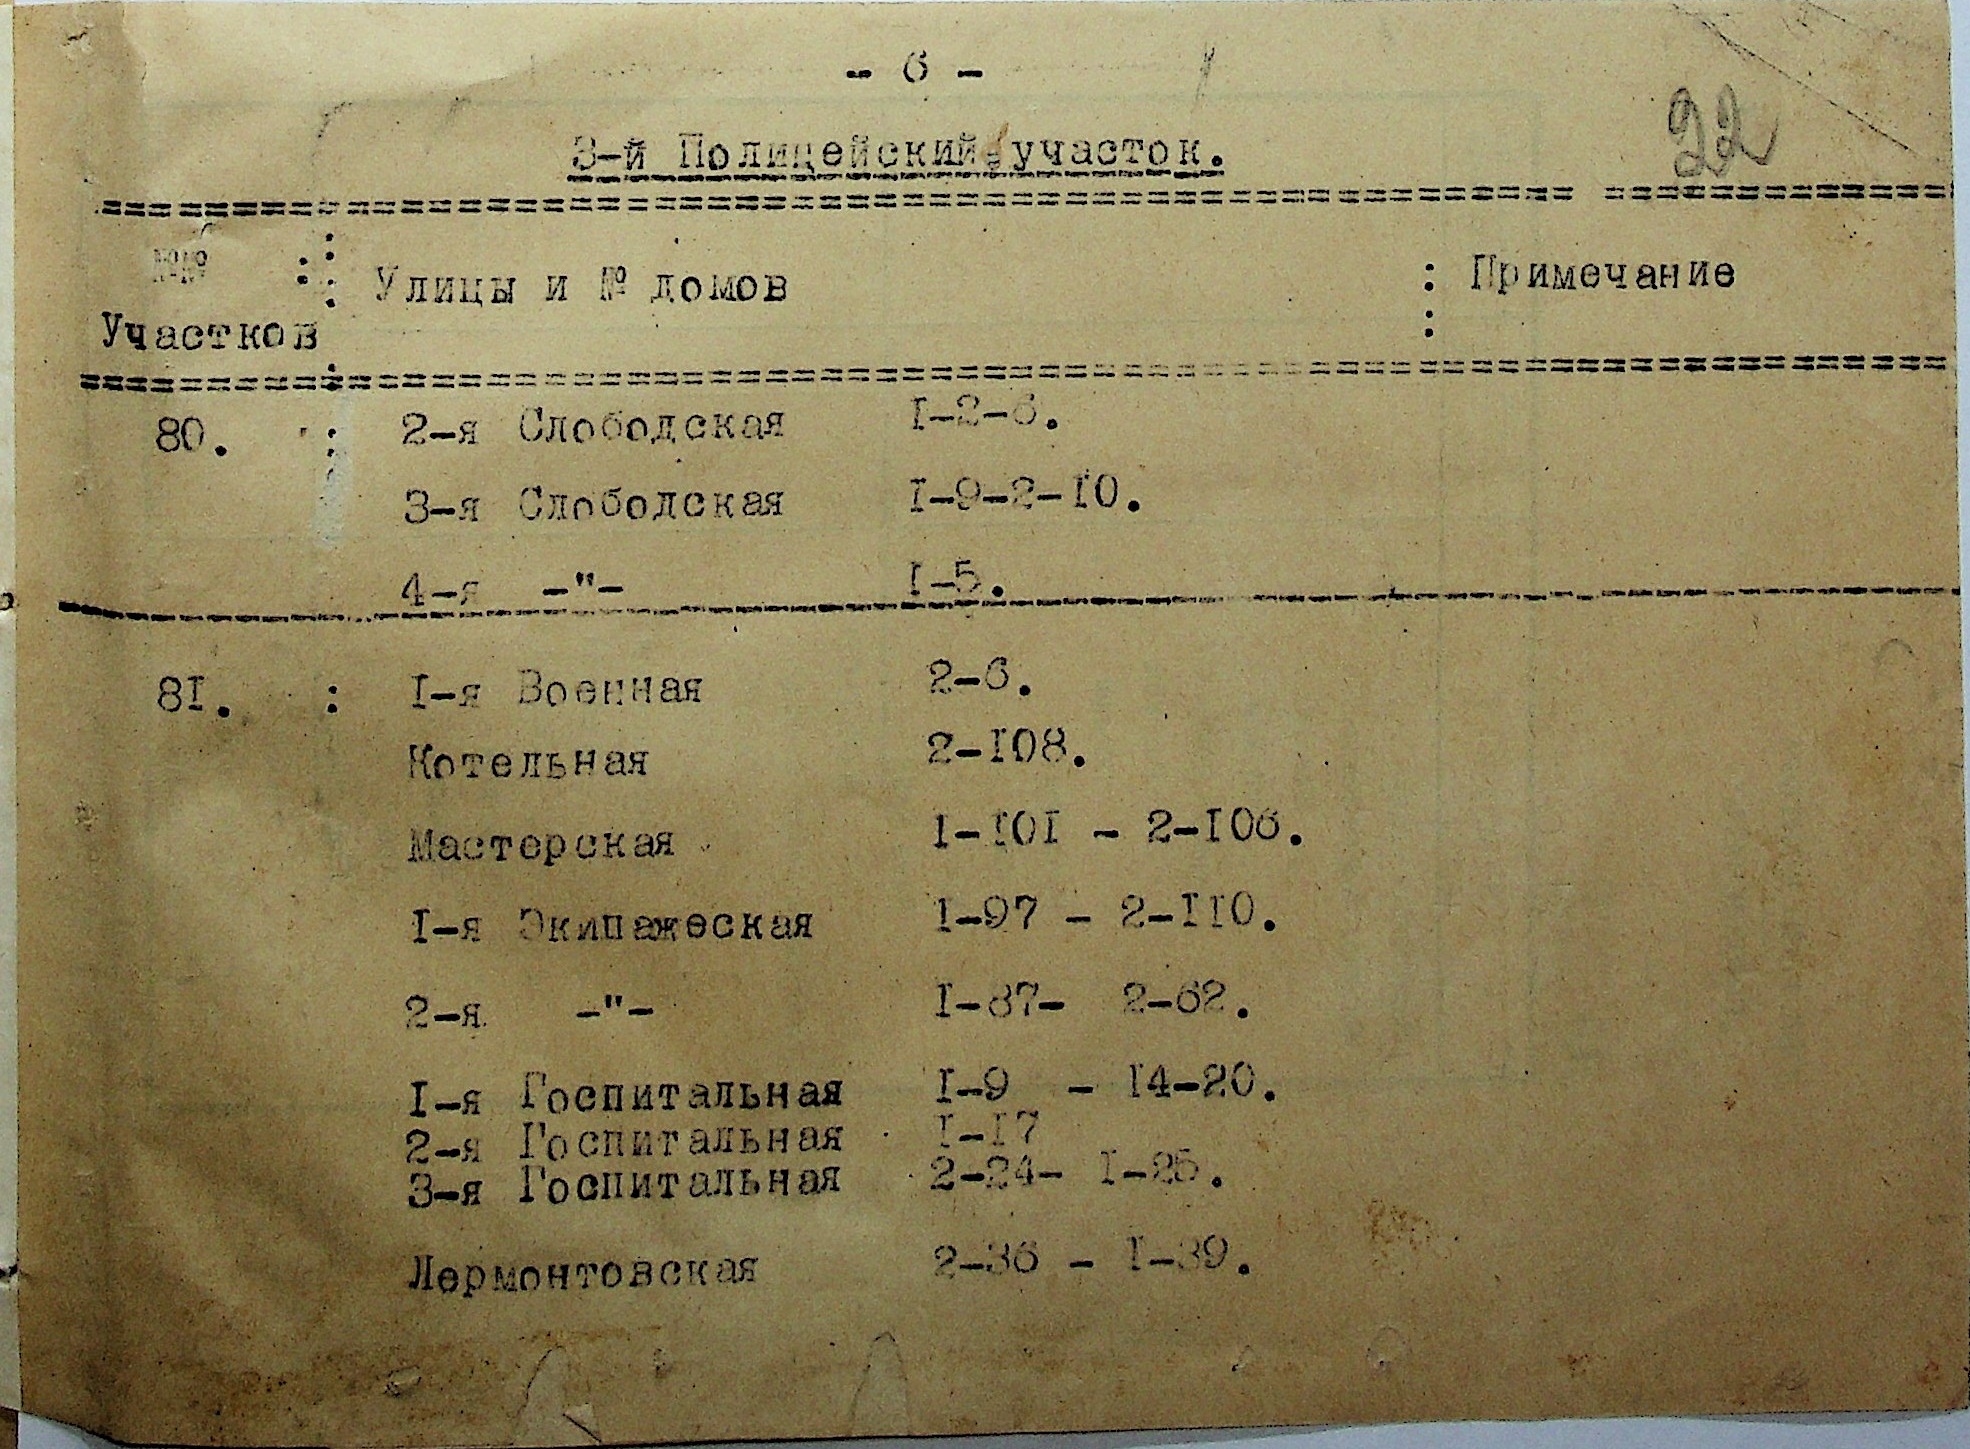 - 6 -
22
3-й Полицейский участок.
№№ : Улицы и № домов : Примечание
Участков : :
80. : 2-я Слободская I-2-6.
3-я Слободская I-9-2-I0.
4-я -"- I-5.
8I. : I-я Военная 2-6.
Котельная 2-I08.
Мастерская I-I0I - 2-I06.
I-я Экипажеская I-97 - 2-II0.
2-я -"- I-67- 2-62.
I-я Госпитальная I-9 - I4-20.
2-я Госпитальная I-I7
3-я Госпитальная 2-24- I-25.
Лермонтовская 2-36 - I-39.